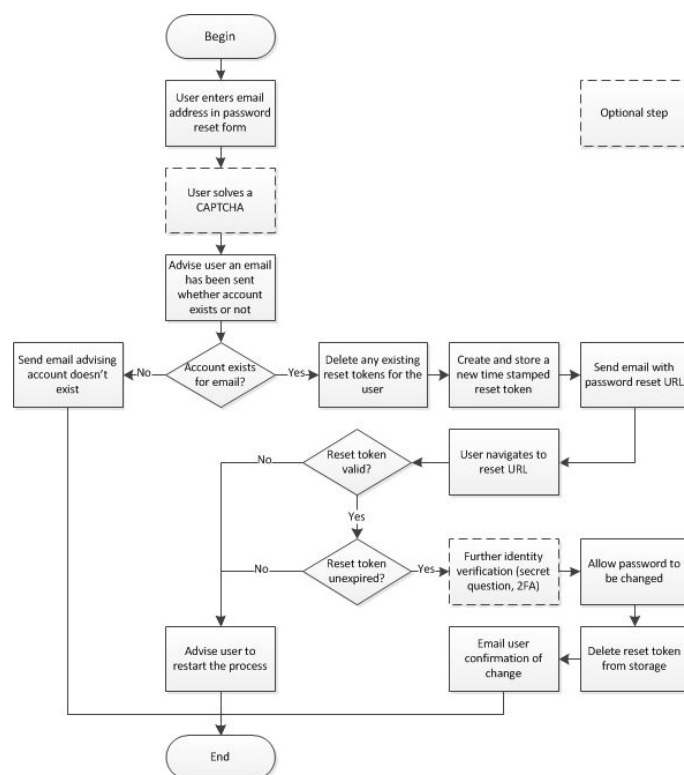 Begin
User enters email
address in password
reset form
Optional step
User solves a
CAPTCHA
Advise user an email
has been sent
whether account
exists or not
Send email advising
account doesn't
exist
No
Account exists
for email?
Yes
Delete any existing
reset tokens for the
user
Create and store a
new time stamped
reset token
Send email with
password reset URL
User navigates to
reset URL
Reset token
valid?
No
Yes
Reset token
unexpired?
No
Yes
Further identity
verification (secret
question, 2FA)
Allow password to
be changed
Advise user to
restart the process
Email user
confirmation of
change
Delete reset token
from storage
End